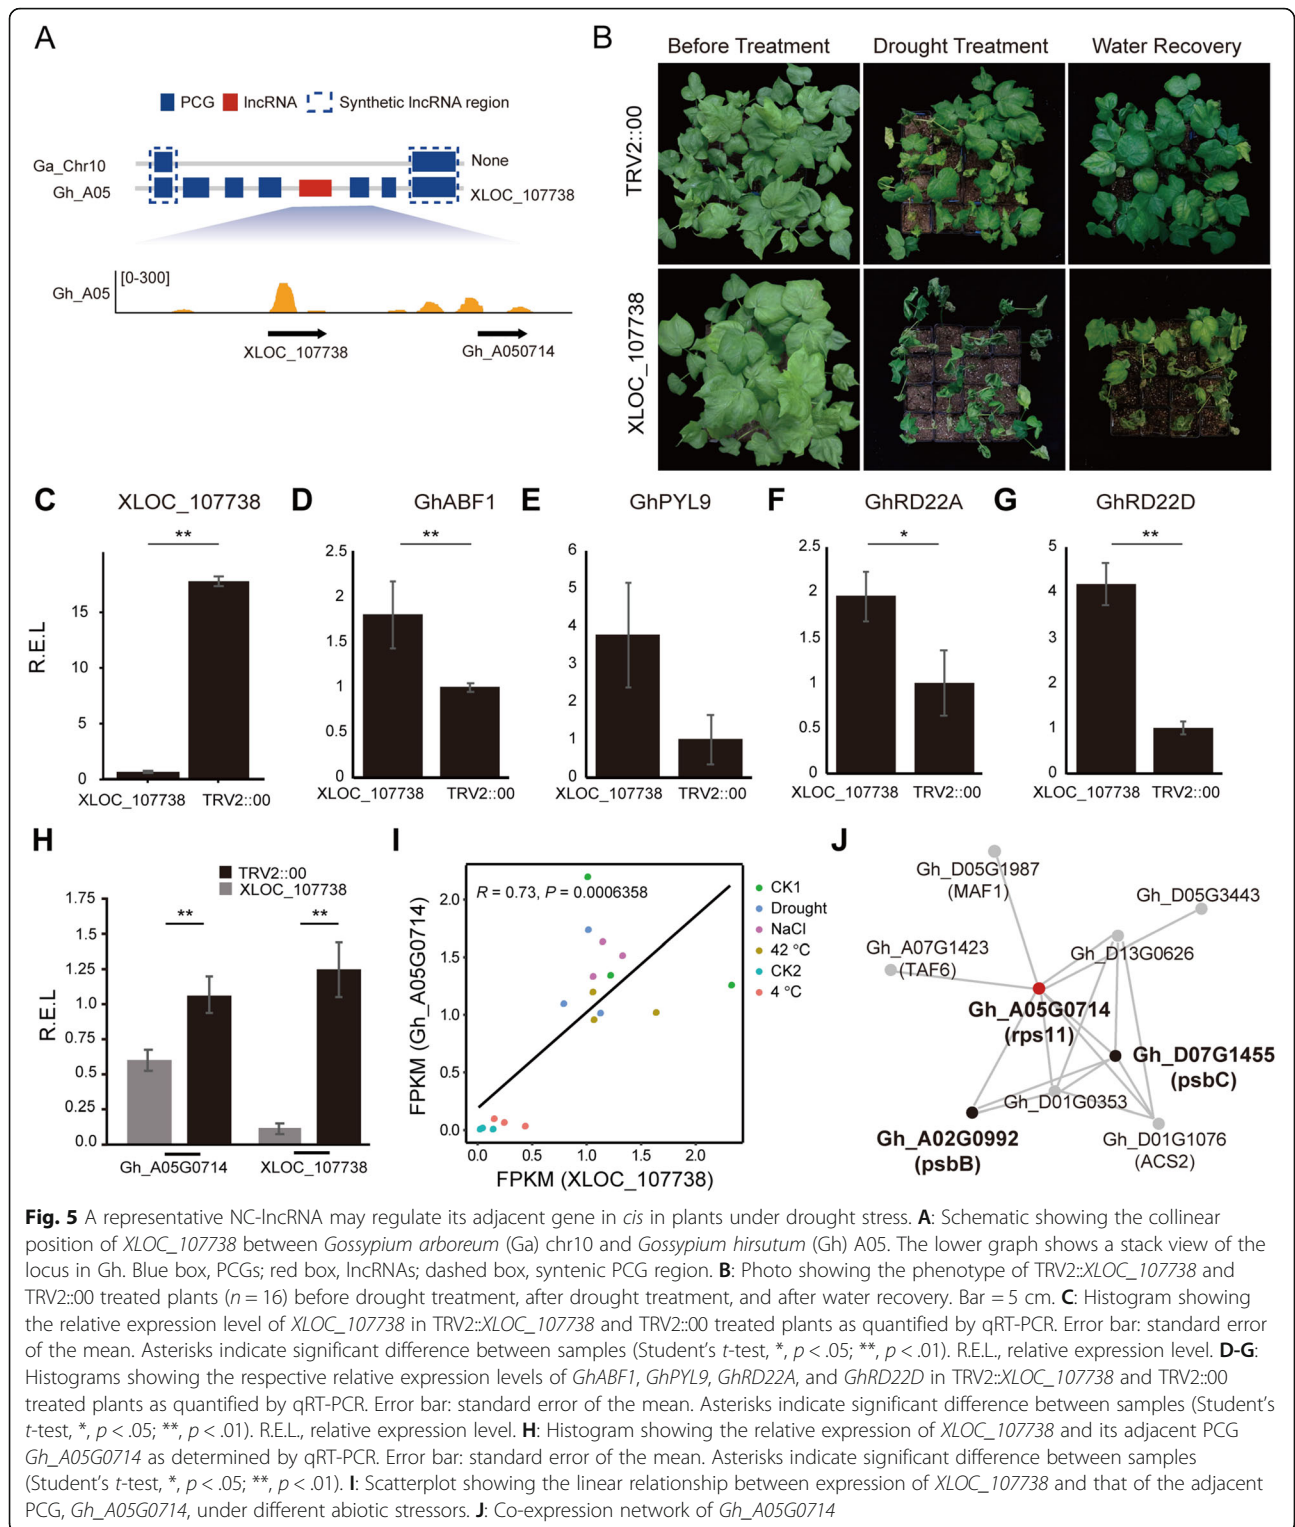 A
PCG lncRNA Synthetic lncRNA region
Ga_Chr10 None
Gh_A05 XLOC_107738
[0-300]
Gh_A05
XLOC_107738 Gh_A050714
B
Before Treatment Drought Treatment Water Recovery
TRV2::00
XLOC_107738
C XLOC_107738
**
R.E.L
15
10
5
0
XLOC_107738 TRV2::00
D GhABF1
**
2.5
2
1.5
1
0.5
0
XLOC_107738 TRV2::00
E GhPYL9
6
5
4
3
2
1
0
XLOC_107738 TRV2::00
F GhRD22A
*
2.5
2
1.5
1
0.5
0
XLOC_107738 TRV2::00
G GhRD22D
**
5
4
3
2
1
0
XLOC_107738 TRV2::00
H
TRV2::00
XLOC_107738
R.E.L
1.75
1.50
1.25
1.0
0.75
0.50
0.25
0.0
** **
Gh_A05G0714 XLOC_107738
I
R = 0.73, P = 0.0006358
FPKM (Gh_A05G0714)
2.0
1.5
1.0
0.5
0.0
0.0 0.5 1.0 1.5 2.0
FPKM (XLOC_107738)
CK1
Drought
NaCl
42 °C
CK2
4 °C
J
Gh_D05G1987
(MAF1)
Gh_D05G3443
Gh_A07G1423
(TAF6)
Gh_D13G0626
Gh_A05G0714
(rps11)
Gh_D07G1455
(psbC)
Gh_D01G0353
Gh_A02G0992
(psbB)
Gh_D01G1076
(ACS2)
Fig. 5 A representative NC-lncRNA may regulate its adjacent gene in cis in plants under drought stress. A: Schematic showing the collinear
position of XLOC_107738 between Gossypium arboreum (Ga) chr10 and Gossypium hirsutum (Gh) A05. The lower graph shows a stack view of the
locus in Gh. Blue box, PCGs; red box, lncRNAs; dashed box, syntenic PCG region. B: Photo showing the phenotype of TRV2::XLOC_107738 and
TRV2::00 treated plants (n = 16) before drought treatment, after drought treatment, and after water recovery. Bar = 5 cm. C: Histogram showing
the relative expression level of XLOC_107738 in TRV2::XLOC_107738 and TRV2::00 treated plants as quantified by qRT-PCR. Error bar: standard error
of the mean. Asterisks indicate significant difference between samples (Student's t-test, *, p < .05; **, p < .01). R.E.L., relative expression level. D-G:
Histograms showing the respective relative expression levels of GhABF1, GhPYL9, GhRD22A, and GhRD22D in TRV2::XLOC_107738 and TRV2::00
treated plants as quantified by qRT-PCR. Error bar: standard error of the mean. Asterisks indicate significant difference between samples (Student's
t-test, *, p < .05; **, p < .01). R.E.L., relative expression level. H: Histogram showing the relative expression of XLOC_107738 and its adjacent PCG
Gh_A05G0714 as determined by qRT-PCR. Error bar: standard error of the mean. Asterisks indicate significant difference between samples
(Student's t-test, *, p < .05; **, p < .01). I: Scatterplot showing the linear relationship between expression of XLOC_107738 and that of the adjacent
PCG, Gh_A05G0714, under different abiotic stressors. J: Co-expression network of Gh_A05G0714